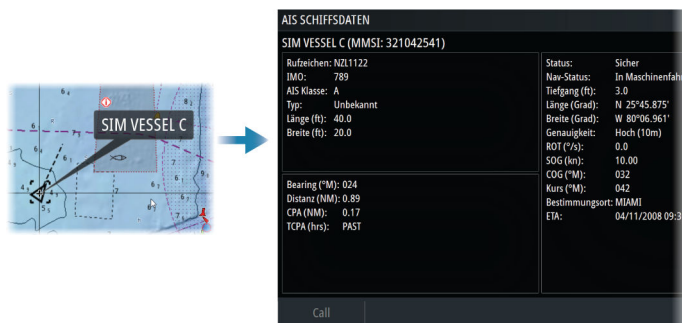 SIM VESSEL C
AIS SCHIFFSDATEN
SIM VESSEL C (MMSI: 321042541)
Rufzeichen: NZL1122
IMO: 789
AIS Klasse: A
Typ: Unbekannt
Länge (ft): 40.0
Breite (ft): 20.0
Bearing (°M): 024
Distanz (NM): 0.89
CPA (NM): 0.17
TCPA (hrs): PAST
Status: Sicher
Nav-Status: In Maschinenfah
Tiefgang (ft): 3.0
Länge (Grad): N 25°45.875'
Breite (Grad): W 80°06.961'
Genauigkeit: Hoch (10m)
ROT (°/s): 0.0
SOG (kn): 10.00
COG (°M): 032
Kurs (°M): 042
Bestimmungsort: MIAMI
ETA: 04/11/2008 09:3
Call